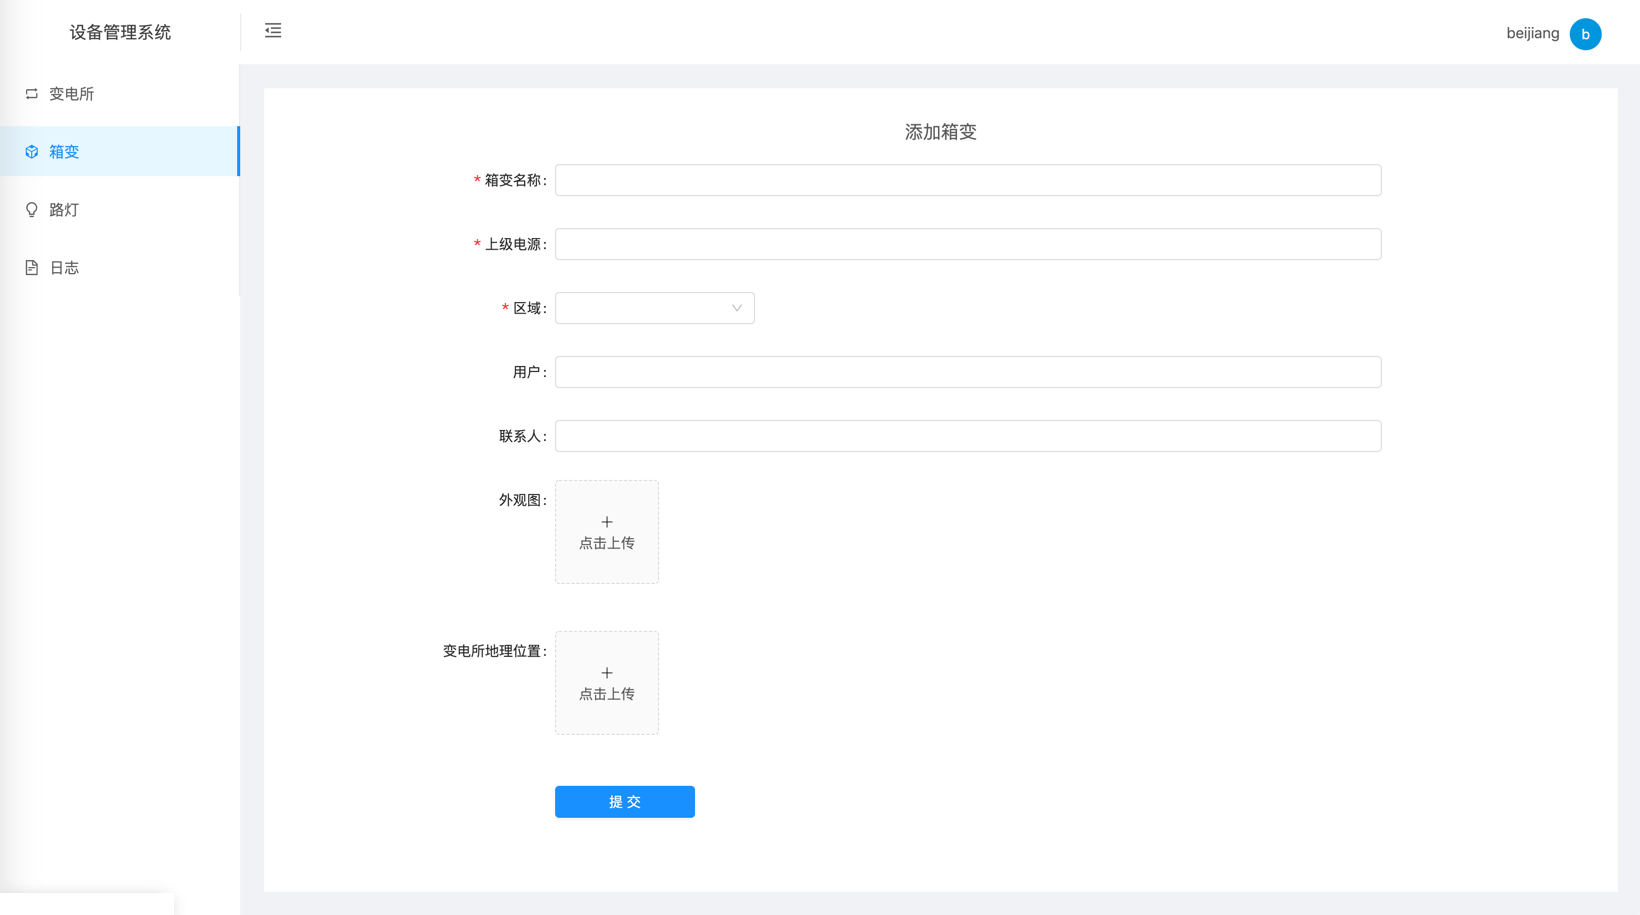 设备管理系统
beijiang
b
变电所
箱变
路灯
日志
添加箱变
* 箱变名称:
* 上级电源:
* 区域:
用户:
联系人:
外观图:
点击上传
变电所地理位置:
点击上传
提 交